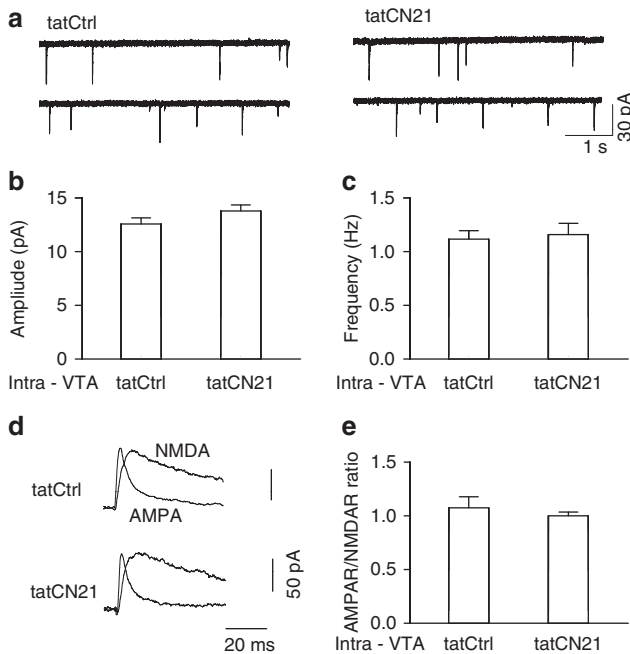 a
tatCtrl
tatCN21
30 pA
1 s
b
15
10
5
0
Ampliude (pA)
Intra - VTA tatCtrl tatCN21
c
1.5
1.0
0.5
0.0
Frequency (Hz)
Intra - VTA tatCtrl tatCN21
d
NMDA
tatCtrl
AMPA
tatCN21
50 pA
20 ms
e
1.5
1.0
0.5
0.0
AMPAR/NMDAR ratio
Intra - VTA tatCtrl tatCN21